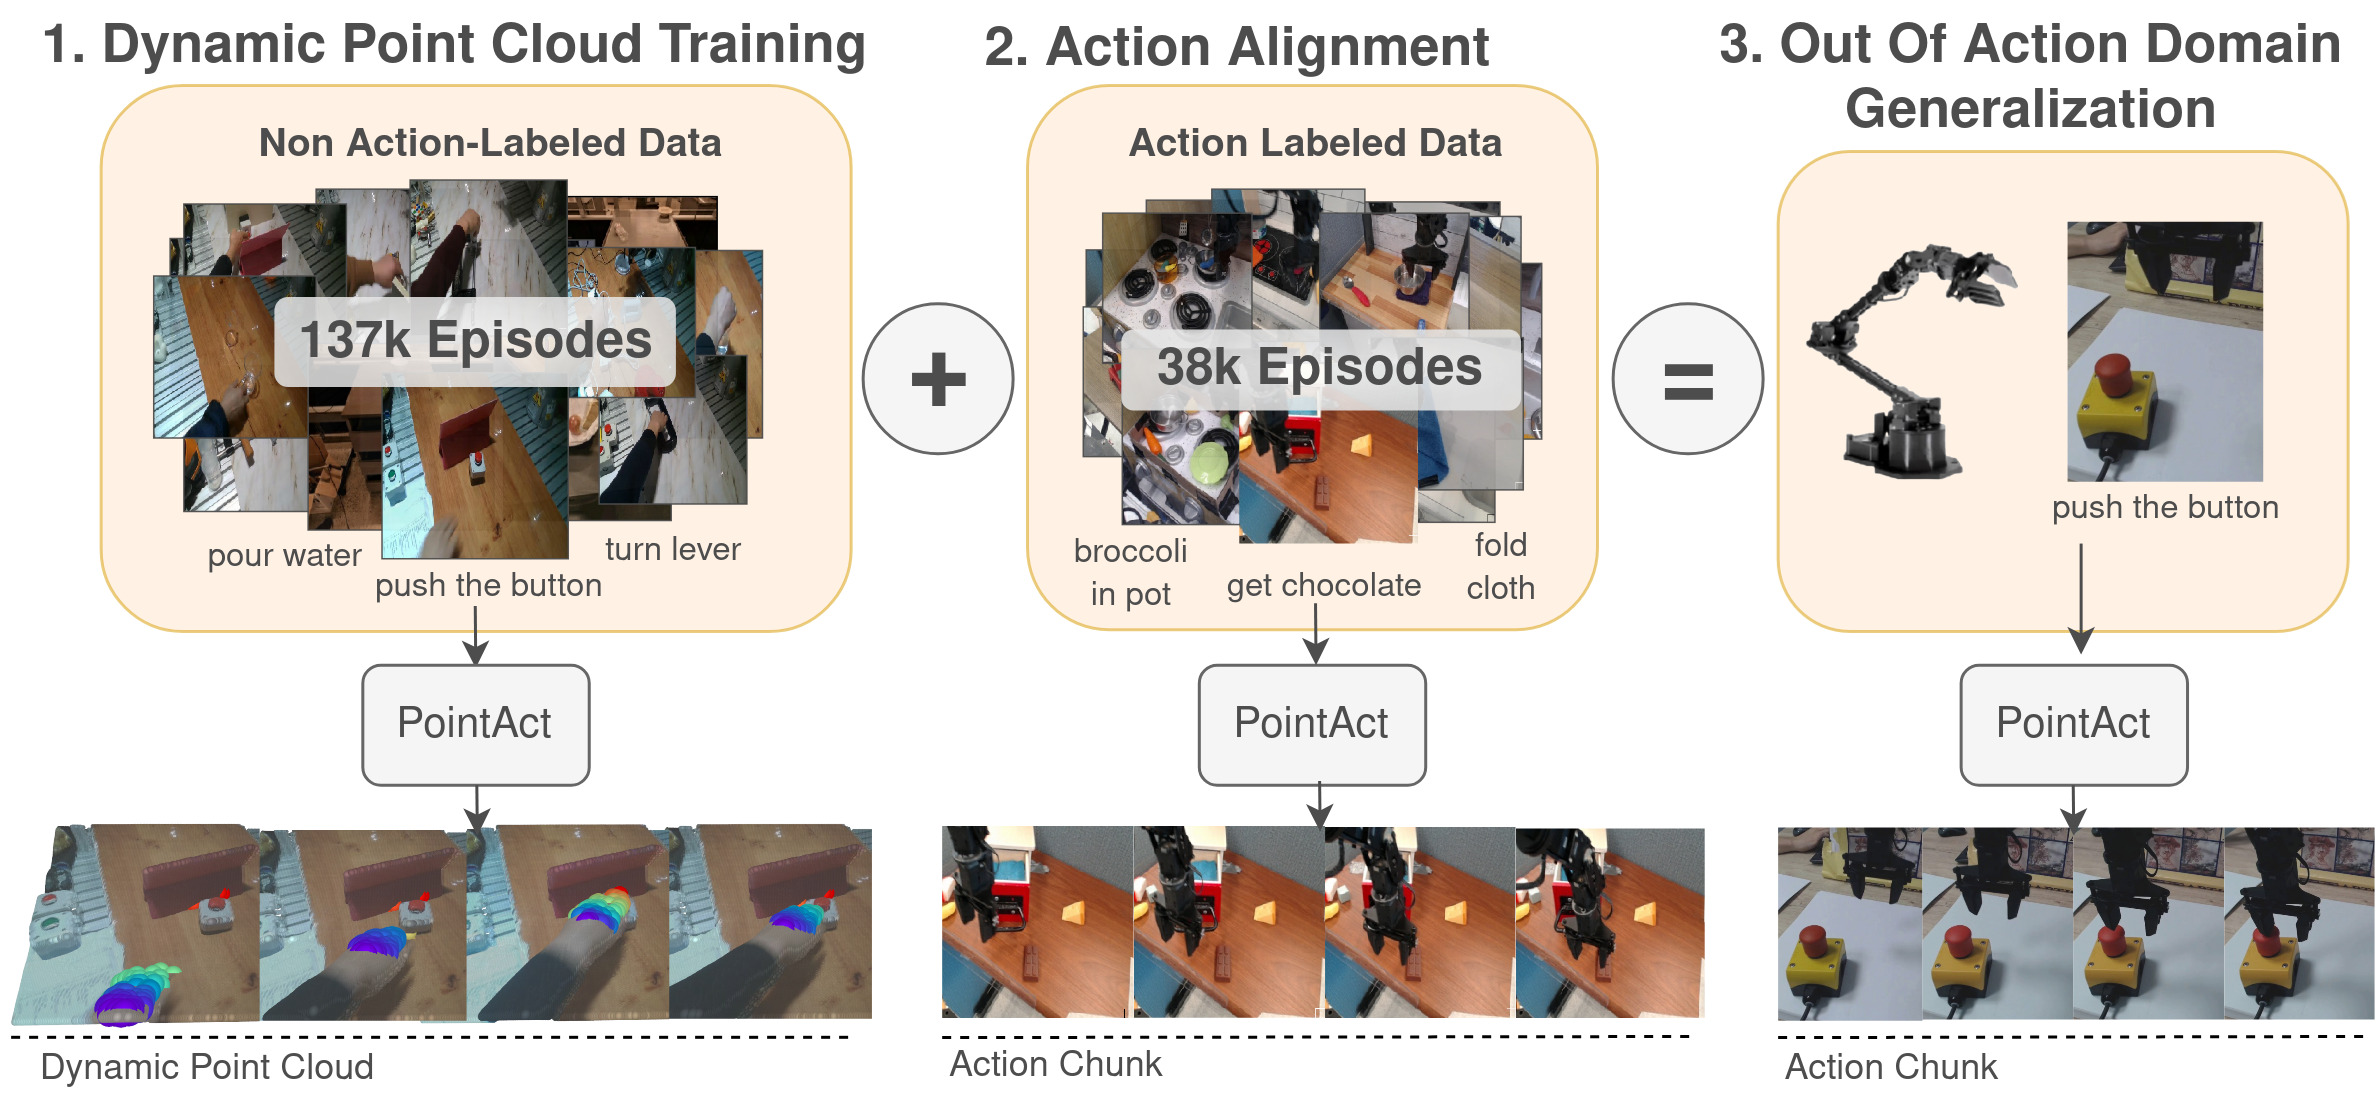 1. Dynamic Point Cloud Training
Non Action-Labeled Data
137k Episodes
pour water
push the button
turn lever
PointAct
Dynamic Point Cloud
+
2. Action Alignment
Action Labeled Data
38k Episodes
broccoli
in pot
get chocolate
fold
cloth
PointAct
Action Chunk
=
3. Out Of Action Domain
Generalization
push the button
PointAct
Action Chunk